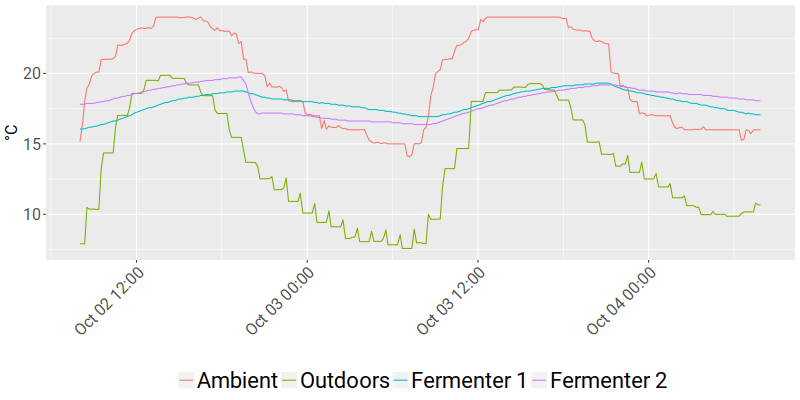 °C
20
15
10
Oct 02 12:00
Oct 03 00:00
Oct 03 12:00
Oct 04 00:00
Ambient Outdoors Fermenter 1 Fermenter 2